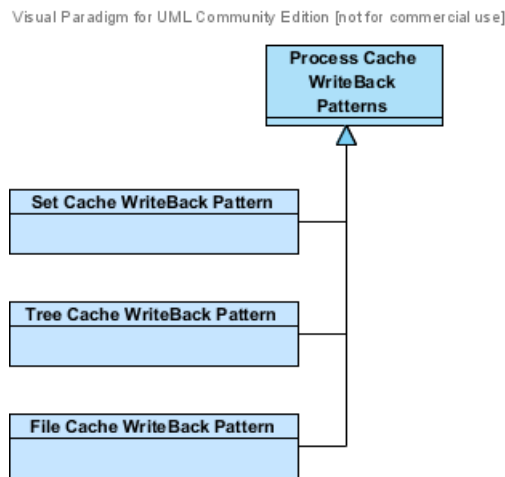 Visual Paradigm for UML Community Edition [not for commercial use]
Process Cache
WriteBack
Patterns
Set Cache WriteBack Pattern
Tree Cache WriteBack Pattern
File Cache WriteBack Pattern